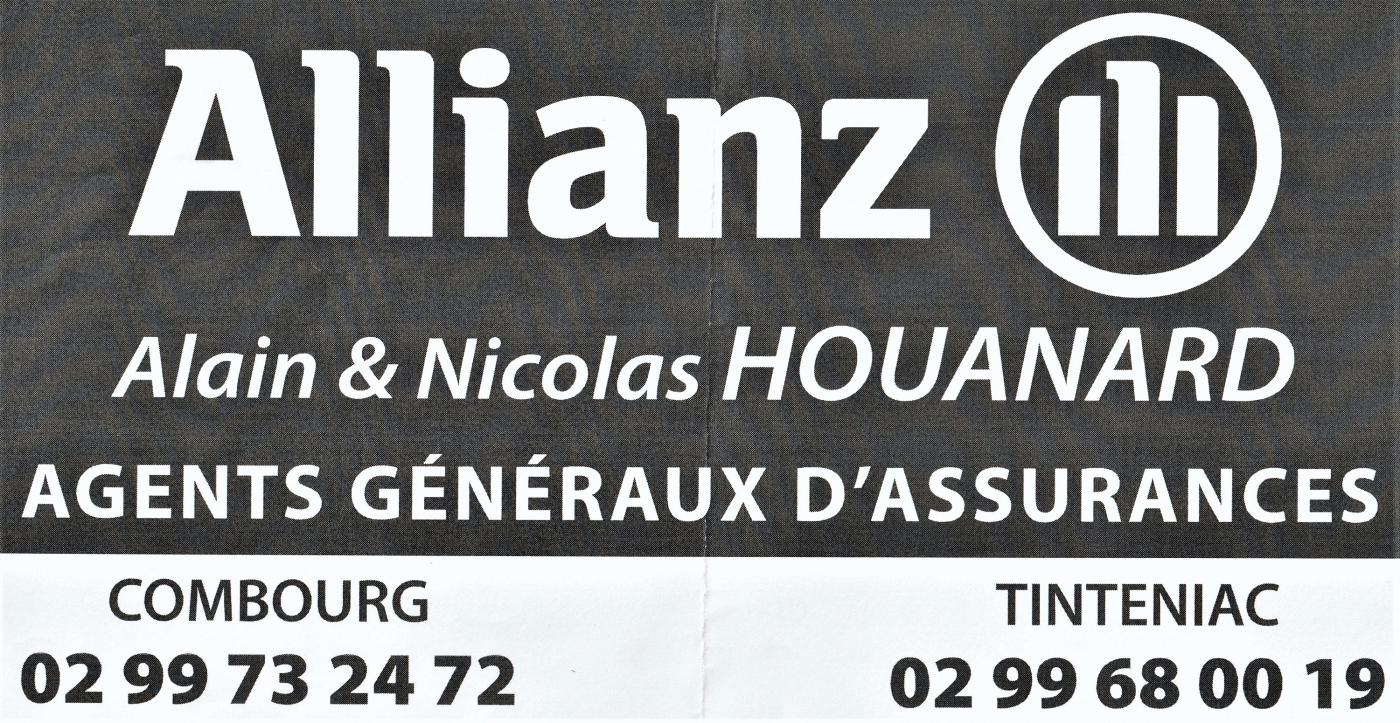 Allianz
Alain & Nicolas HOUANARD
AGENTS GÉNÉRAUX D’ASSURANCES
COMBOURG TINTENIAC
02 99 73 24 72 02 99 68 00 19